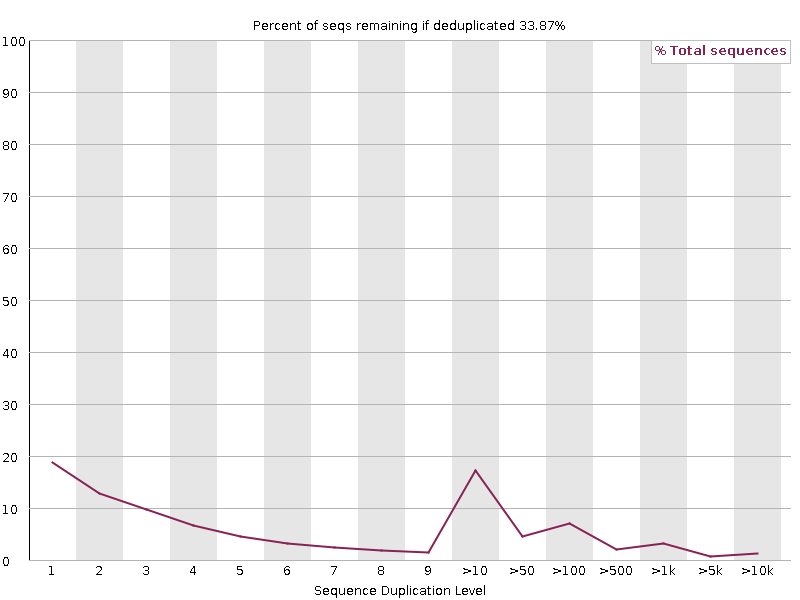 Percent of seqs remaining if deduplicated 33.87%
% Total sequences
100
90
80
70
60
50
40
30
20
10
0
1 2 3 4 5 6 7 8 9 >10 >50 >100 >500 >1k >5k >10k
Sequence Duplication Level